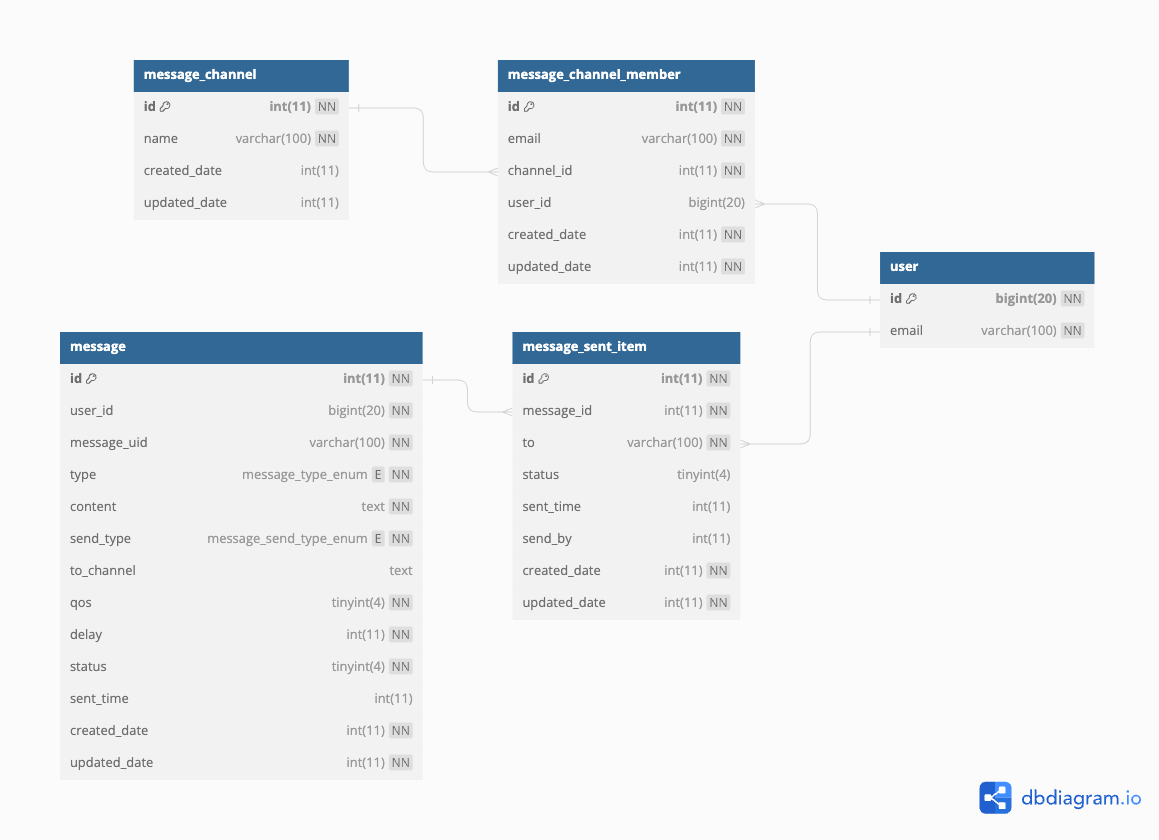 message_channel
id int(11) NN
name varchar(100) NN
created_date int(11)
updated_date int(11)
message_channel_member
id int(11) NN
email varchar(100) NN
channel_id int(11) NN
user_id bigint(20)
created_date int(11) NN
updated_date int(11) NN
user
id bigint(20) NN
email varchar(100) NN
message
id int(11) NN
user_id bigint(20) NN
message_uid varchar(100) NN
type message_type_enum E NN
content text NN
send_type message_send_type_enum E NN
to_channel text
qos tinyint(4) NN
delay int(11) NN
status tinyint(4) NN
sent_time int(11)
created_date int(11) NN
updated_date int(11) NN
message_sent_item
id int(11) NN
message_id int(11) NN
to varchar(100) NN
status tinyint(4)
sent_time int(11)
send_by int(11)
created_date int(11) NN
updated_date int(11) NN
dbdiagram.io